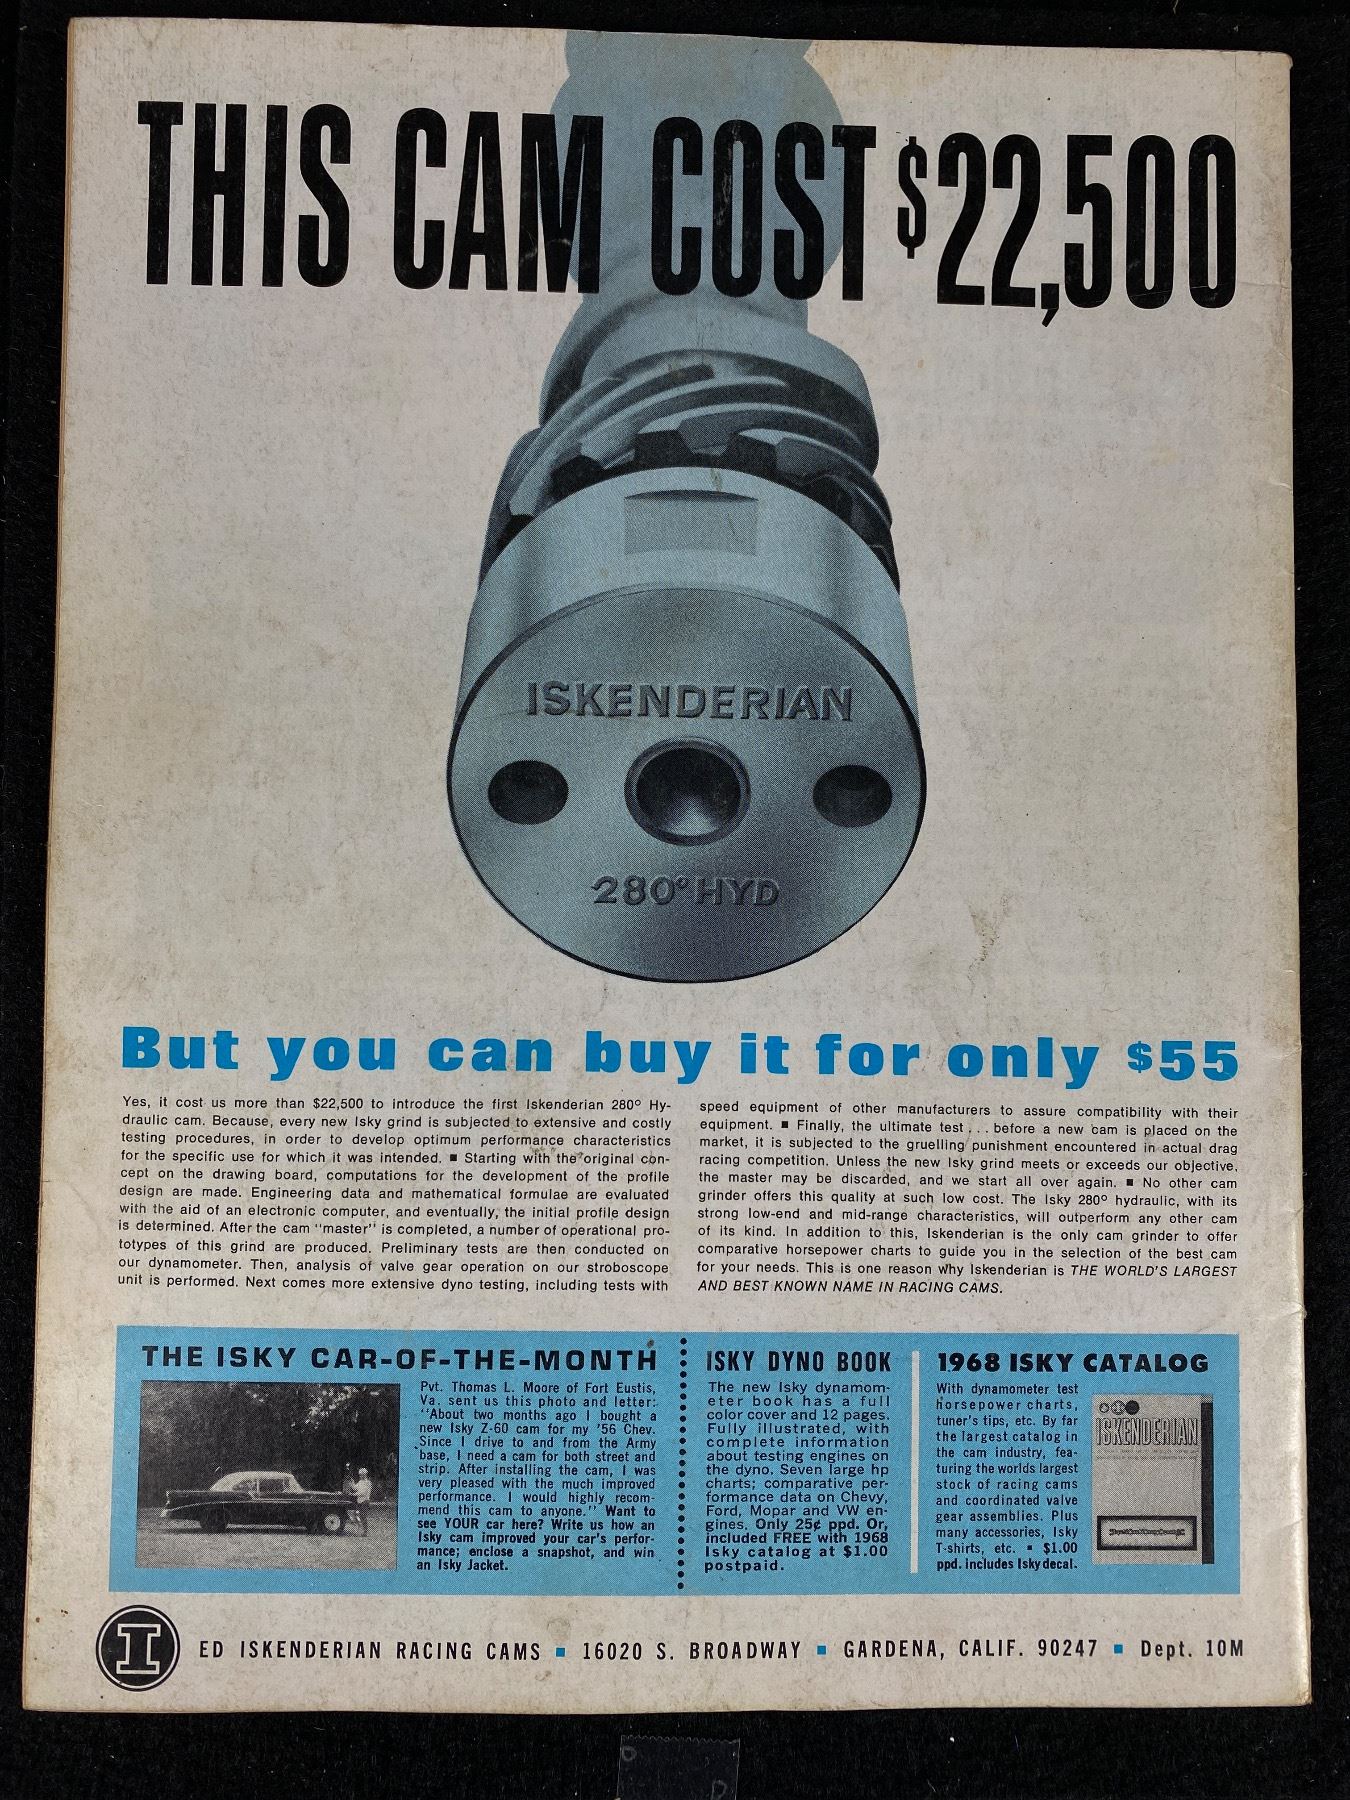 THIS CAM COST $22,500
ISKENDERIAN
280° HYD
But you can buy it for only $55
Yes, it cost us more than $22,500 to introduce the first Iskenderian 280° Hy-
draulic cam. Because, every new Isky grind is subjected to extensive and costly
testing procedures, in order to develop optimum performance characteristics
for the specific use for which it was intended. ■ Starting with the original con-
cept on the drawing board, computations for the development of the profile
design are made. Engineering data and mathematical formulae are evaluated
with the aid of an electronic computer, and eventually, the initial profile design
is determined. After the cam "master" is completed, a number of operational pro-
totypes of this grind are produced. Preliminary tests are then conducted on
our dynamometer. Then, analysis of valve gear operation on our stroboscope
unit is performed. Next comes more extensive dyno testing, including tests with
speed equipment of other manufacturers to assure compatibility with their
equipment. ■ Finally, the ultimate test . . . before a new cam is placed on the
market, it is subjected to the gruelling punishment encountered in actual drag
racing competition. Unless the new Isky grind meets or exceeds our objective,
the master may be discarded, and we start all over again. ■ No other cam
grinder offers this quality at such low cost. The Isky 280° hydraulic, with its
strong low-end and mid-range characteristics, will outperform any other cam
of its kind. In addition to this, Iskenderian is the only cam grinder to offer
comparative horsepower charts to guide you in the selection of the best cam
for your needs. This is one reason why Iskenderian is THE WORLD'S LARGEST
AND BEST KNOWN NAME IN RACING CAMS.
THE ISKY CAR-OF-THE-MONTH
Pvt. Thomas L. Moore of Fort Eustis,
Va. sent us this photo and letter:
"About two months ago I bought a
new Isky Z-60 cam for my '56 Chev.
Since I drive to and from the Army
base, I need a cam for both street and
strip. After installing the cam, I was
very pleased with the much improved
performance. I would highly recom-
mend this cam to anyone." Want to
see YOUR car here? Write us how an
Isky cam improved your car's perfor-
mance; enclose a snapshot, and win
an Isky Jacket.
ISKY DYNO BOOK
The new Isky dynamom-
eter book has a full
color cover and 12 pages.
Fully illustrated, with
complete information
about testing engines on
the dyno. Seven large hp
charts; comparative per-
formance data on Chevy,
Ford, Mopar and VW en-
gines. Only 25¢ ppd. Or,
included FREE with 1968
Isky catalog at $1.00
postpaid.
1968 ISKY CATALOG
With dynamometer test
horsepower charts,
tuner's tips, etc. By far
the largest catalog in
the cam industry, fea-
turing the worlds largest
stock of racing cams
and coordinated valve
gear assemblies. Plus
many accessories, Isky
T-shirts, etc. ■ $1.00
ppd. includes Isky decal.
ISKENDERIAN
I ED ISKENDERIAN RACING CAMS ■ 16020 S. BROADWAY ■ GARDENA, CALIF. 90247 ■ Dept. 10M